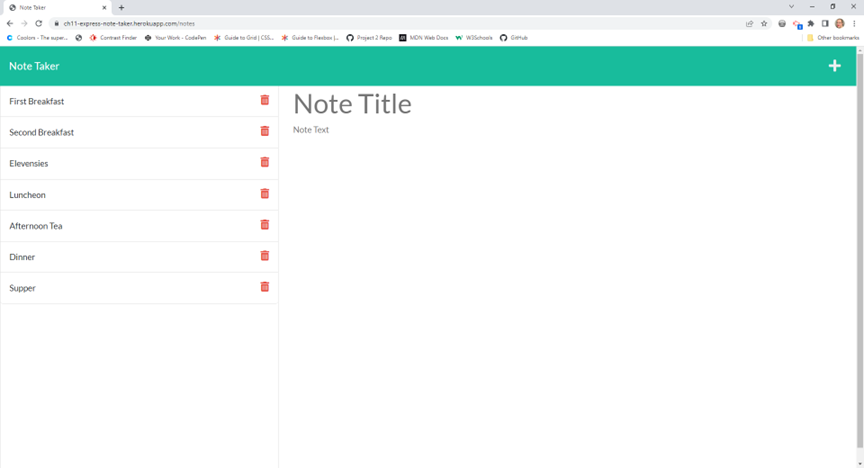 Note Taker
ch11-express-note-taker.herokuapp.com/notes
Coolors - The super...
Contrast Finder
Your Work - CodePen
Guide to Grid | CSS...
Guide to Flexbox |...
Project 2 Repo
MDN Web Docs
W3Schools
GitHub
Other bookmarks
Note Taker
First Breakfast
Note Title
Second Breakfast
Note Text
Elevensies
Luncheon
Afternoon Tea
Dinner
Supper